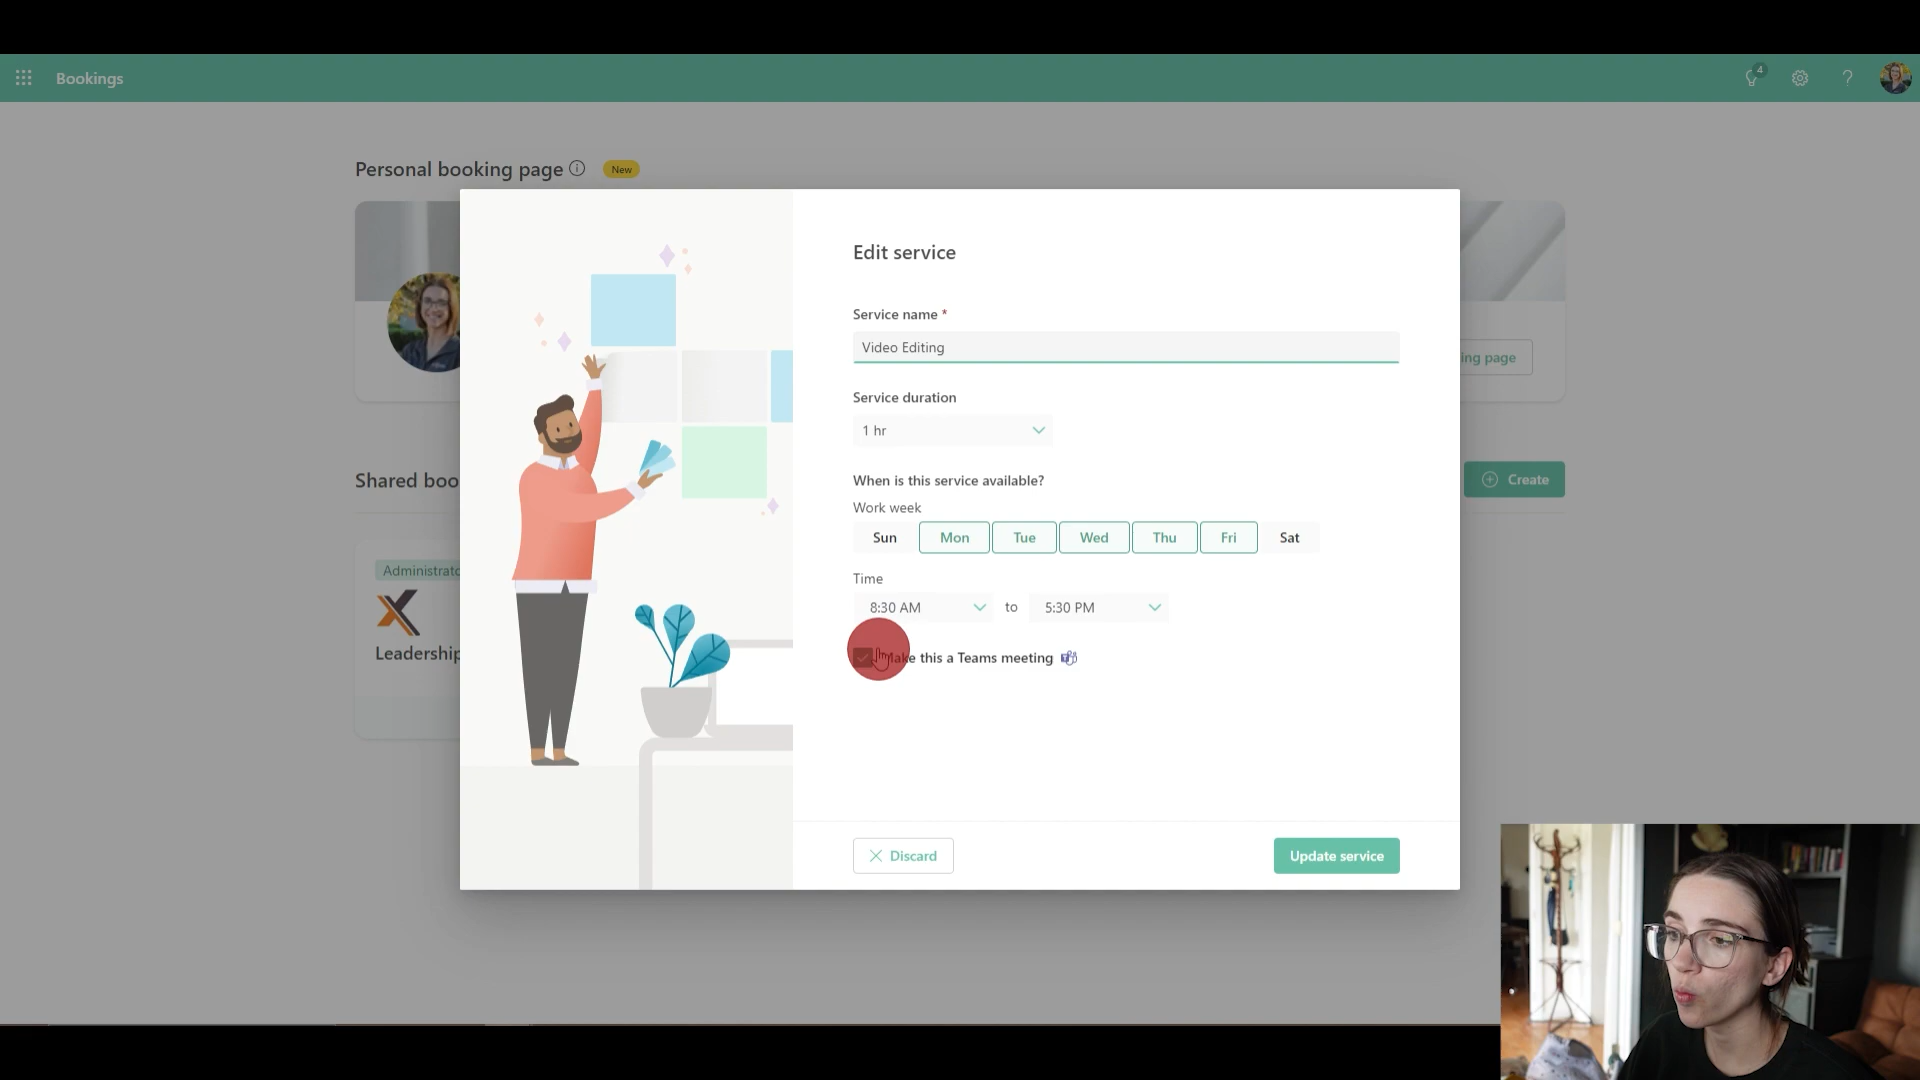 Bookings
4
?
Personal booking page
New
ing page
Shared boo
Create
Administrato
Leadership
Edit service
Service name *
Video Editing
Service duration
1 hr
When is this service available?
Work week
Sun Mon Tue Wed Thu Fri Sat
Time
8:30 AM to 5:30 PM
ake this a Teams meeting
Discard
Update service